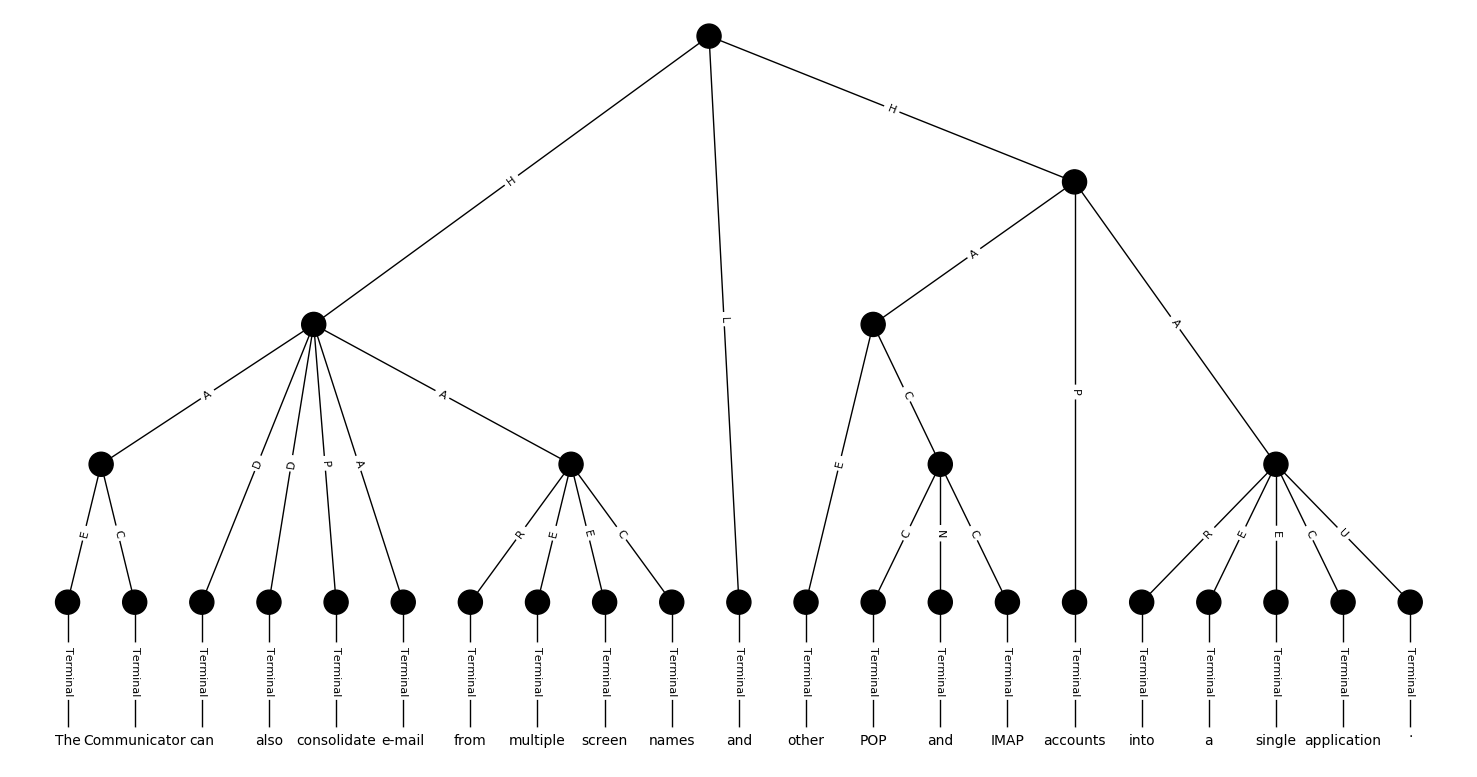 H
H
L
A
A
A
P
A
D
D
P
A
E
C
E
C
R
E
E
C
C
N
C
R
E
E
C
U
Terminal Terminal Terminal Terminal Terminal Terminal Terminal Terminal Terminal Terminal Terminal Terminal Terminal Terminal Terminal Terminal Terminal Terminal Terminal Terminal Terminal
The Communicator can also consolidate e-mail from multiple screen names and other POP and IMAP accounts into a single application .